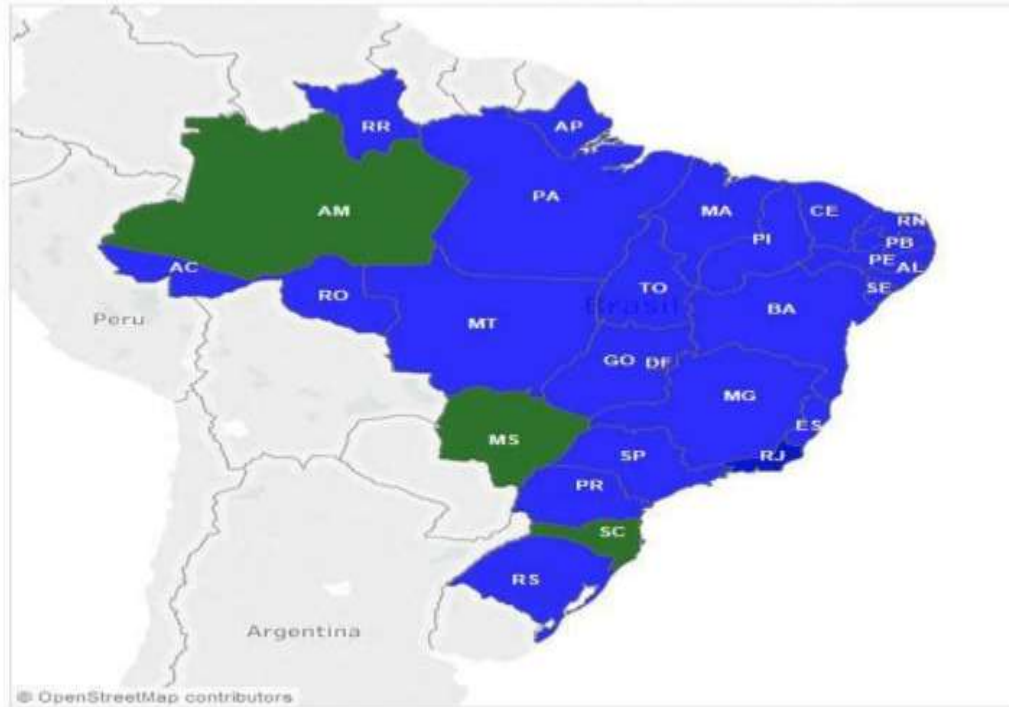 RR
AP
AM
PA
MA
CE
RN
PI
PB
PE
AL
AC
SE
TO
RO
Brasil
BA
Peru
MT
GO DF
MG
ES
MS
SP
RJ
PR
SC
RS
Argentina
© OpenStreetMap contributors